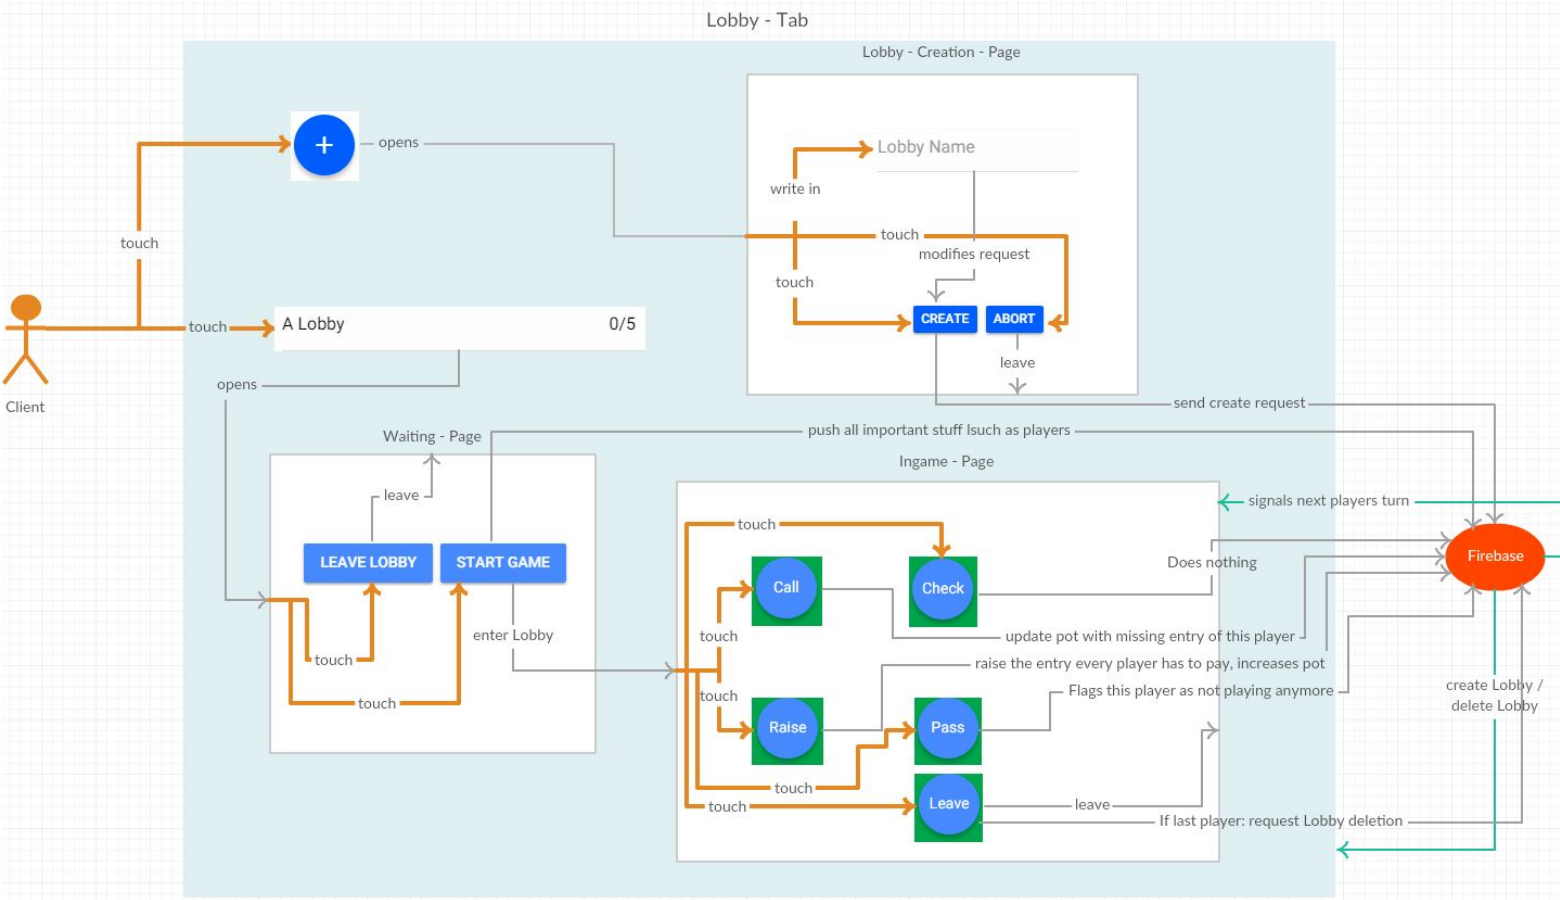 Lobby - Tab
Lobby - Creation - Page
+
opens
Lobby Name
write in
touch
touch
modifies request
touch
CREATE
ABORT
leave
touch
A Lobby
0/5
opens
Client
send create request
push all important stuff lsuch as players
Waiting - Page
leave
LEAVE LOBBY
START GAME
enter Lobby
touch
touch
Ingame - Page
signals next players turn
touch
Does nothing
Firebase
Call
Check
touch
update pot with missing entry of this player
raise the entry every player has to pay, increases pot
Flags this player as not playing anymore
touch
Raise
Pass
create Lobby /
delete Lobby
touch
touch
Leave
leave
If last player: request Lobby deletion